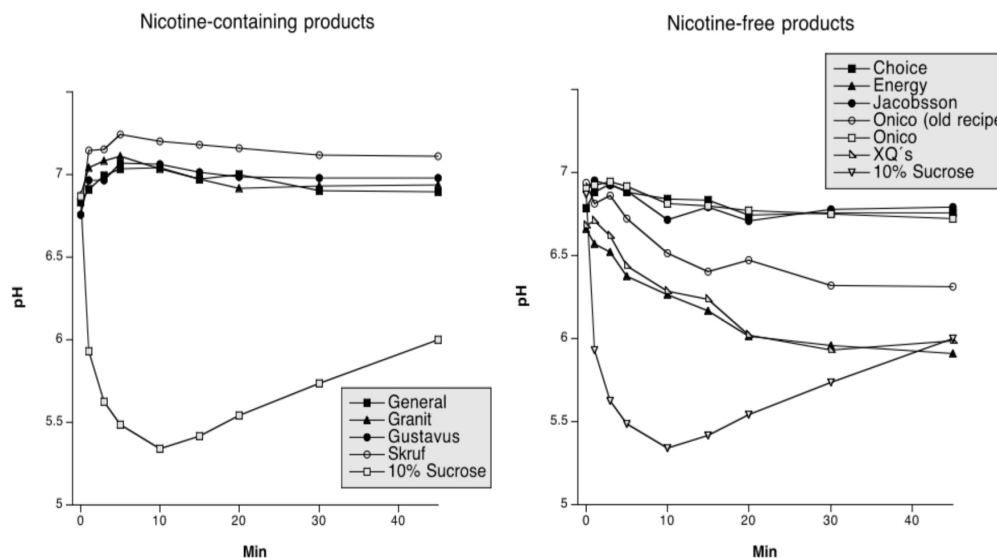 Nicotine-containing products
7
6.5
6
5.5
5
pH
0
10
20
30
40
Min
General
Granit
Gustavus
Skruf
10% Sucrose
Nicotine-free products
7
6.5
6
5.5
5
pH
0
10
20
30
40
Min
Choice
Energy
Jacobsson
Onico (old recipe
Onico
XQ´s
10% Sucrose